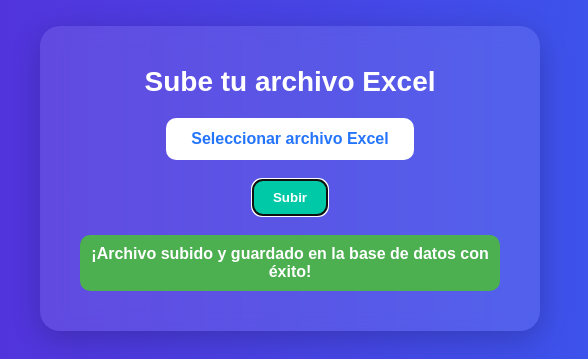 Sube tu archivo Excel
Seleccionar archivo Excel
Subir
¡Archivo subido y guardado en la base de datos con
éxito!